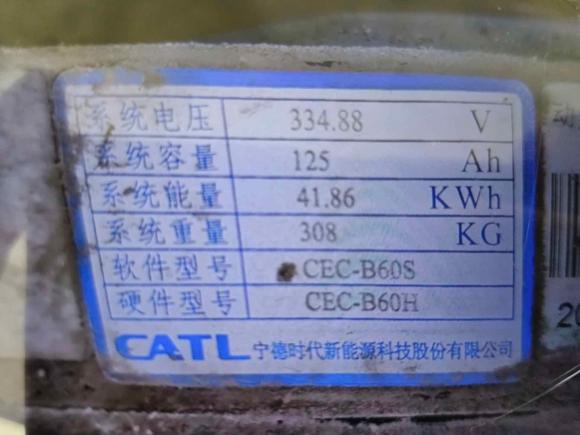 系统电压 334.88 V
系统容量 125 Ah
系统能量 41.86 KWh
系统重量 308 KG
软件型号 CEC-B60S
硬件型号 CEC-B60H
CATL 宁德时代新能源科技股份有限公司
动
20